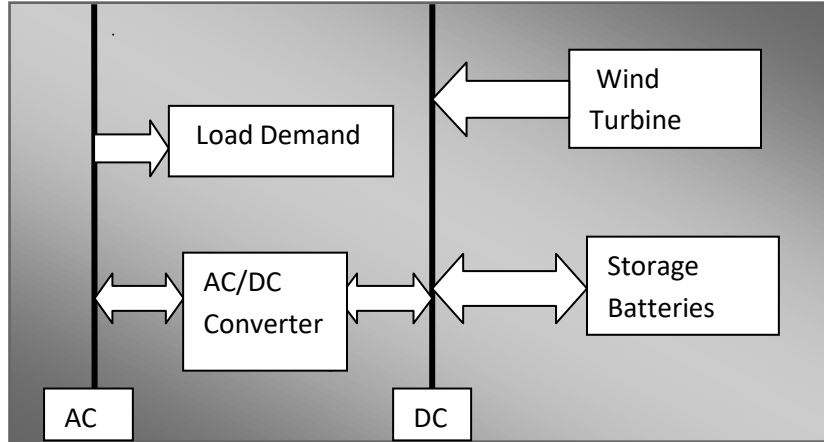 Wind
Turbine
Load Demand
AC/DC
Converter
Storage
Batteries
AC
DC